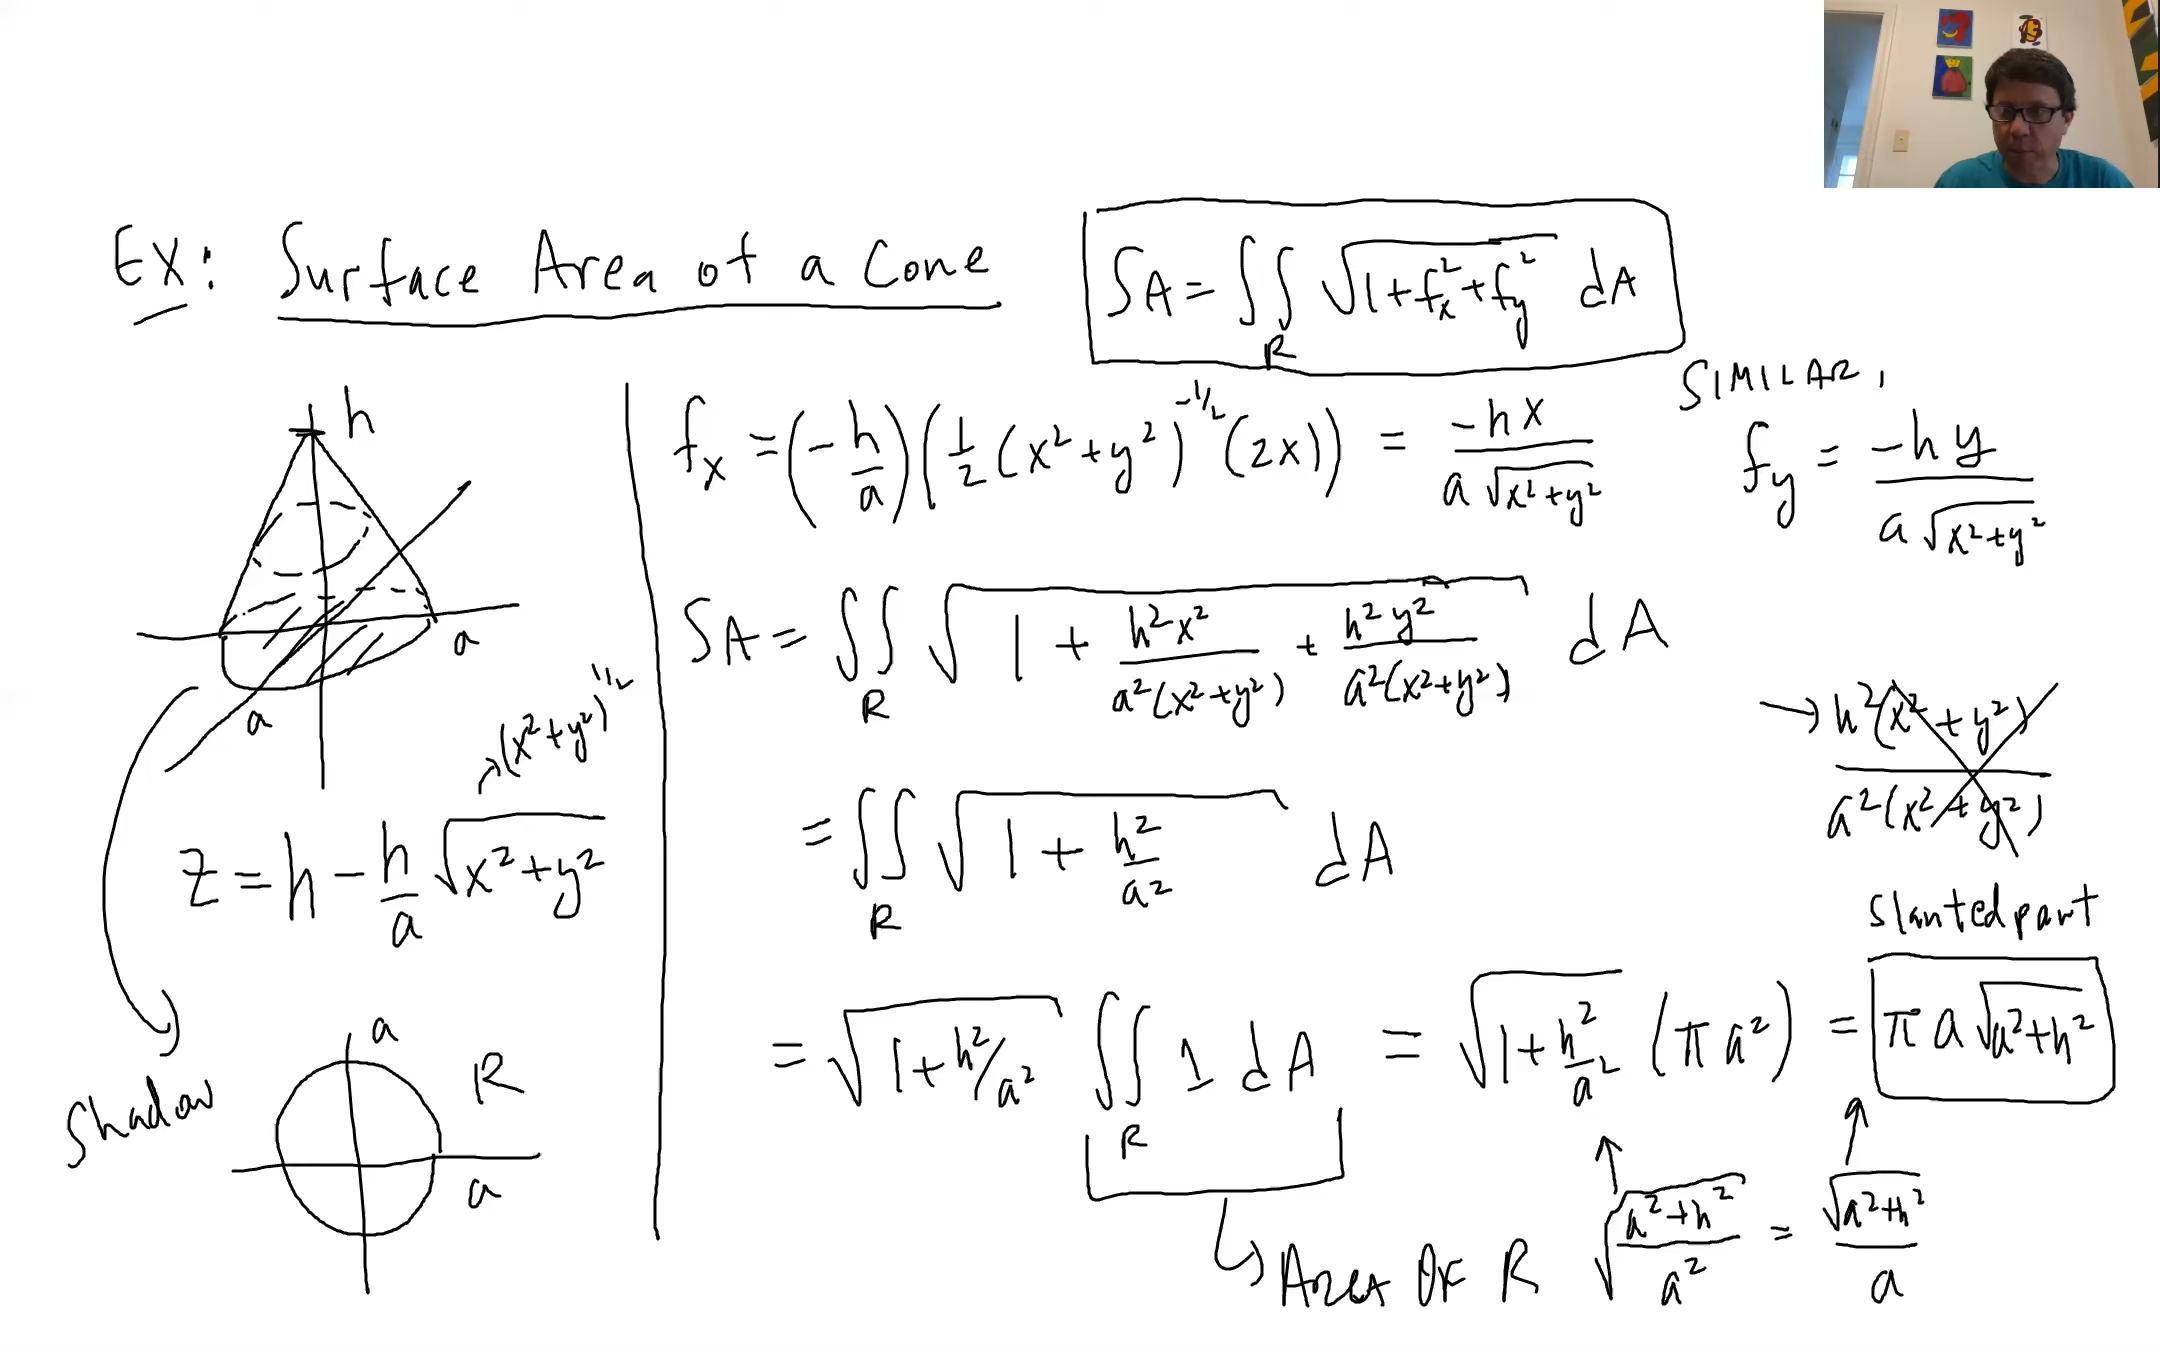 EX: Surface Area of a Cone
SA = ∬_R √(1+f_x²+f_y²) dA
h
a
a
z = h − h/a √(x²+y²)
→(x²+y²)^{1/2}
Shadow
a
R
a
f_x = (−h/a)(1/2 (x²+y²)^{-1/2} (2x)) = −hx / (a√(x²+y²))
SIMILAR,
f_y = −hy / (a√(x²+y²))
SA = ∬_R √(1 + h²x²/(a²(x²+y²)) + h²y²/(a²(x²+y²))) dA
→ h²(x²+y²) / (a²(x²+y²))
= ∬_R √(1 + h²/a²) dA
Slanted part
= √(1+h²/a²) ∬_R 1 dA = √(1+h²/a²) (πa²) = πa√(a²+h²)
AREA OF R
√((a²+h²)/a²) = √(a²+h²)/a